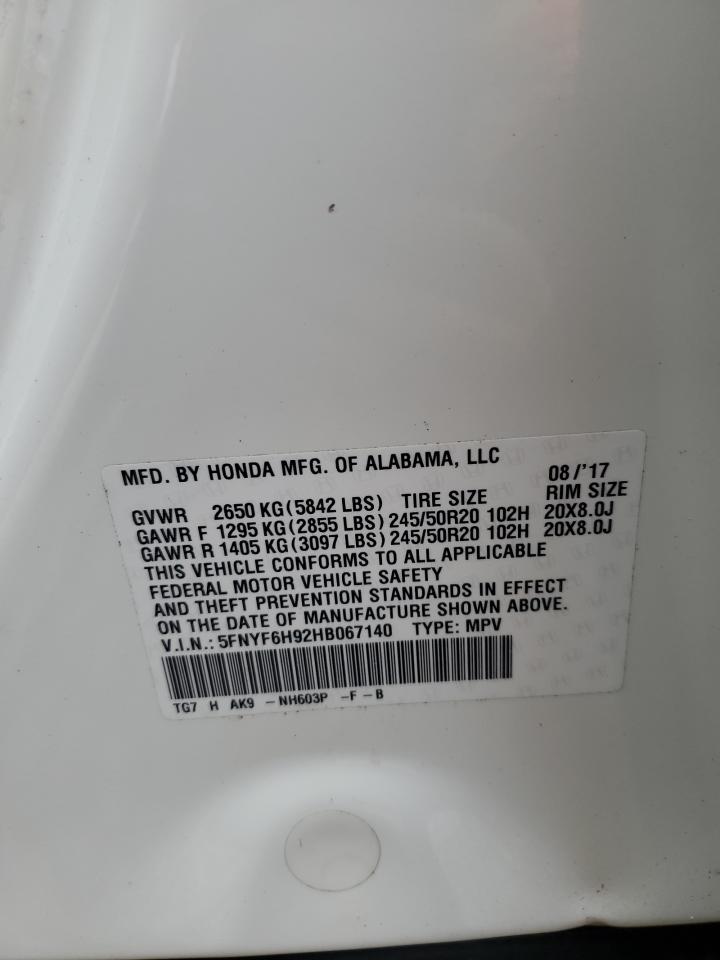 MFD. BY HONDA MFG. OF ALABAMA, LLC 08/'17
GVWR 2650 KG(5842 LBS) TIRE SIZE RIM SIZE
GAWR F 1295 KG(2855 LBS) 245/50R20 102H 20X8.0J
GAWR R 1405 KG(3097 LBS) 245/50R20 102H 20X8.0J
THIS VEHICLE CONFORMS TO ALL APPLICABLE
FEDERAL MOTOR VEHICLE SAFETY
AND THEFT PREVENTION STANDARDS IN EFFECT
ON THE DATE OF MANUFACTURE SHOWN ABOVE.
V.I.N.: 5FNYF6H92HB067140 TYPE: MPV
TG7 H AK9 -NH603P -F -B